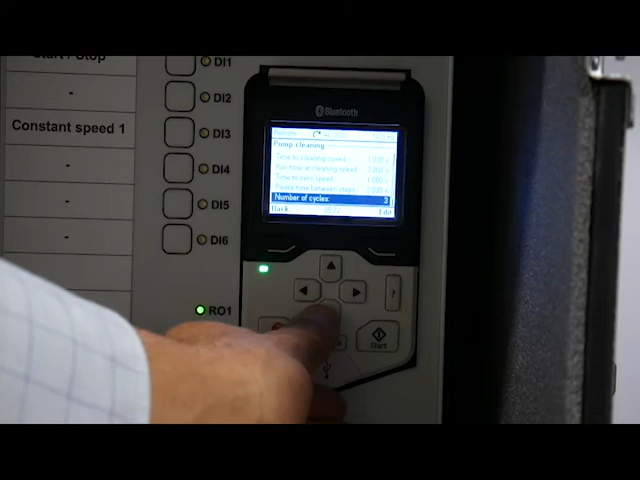 Start / Stop
-
Constant speed 1
-
-
-
DI1
DI2
DI3
DI4
DI5
DI6
RO1
Bluetooth
Pump cleaning
Time to cleaning speed:
Run time at cleaning speed:
Time to zero speed:
Pause time between steps:
Number of cycles: 3
Back
Edit
?
Start